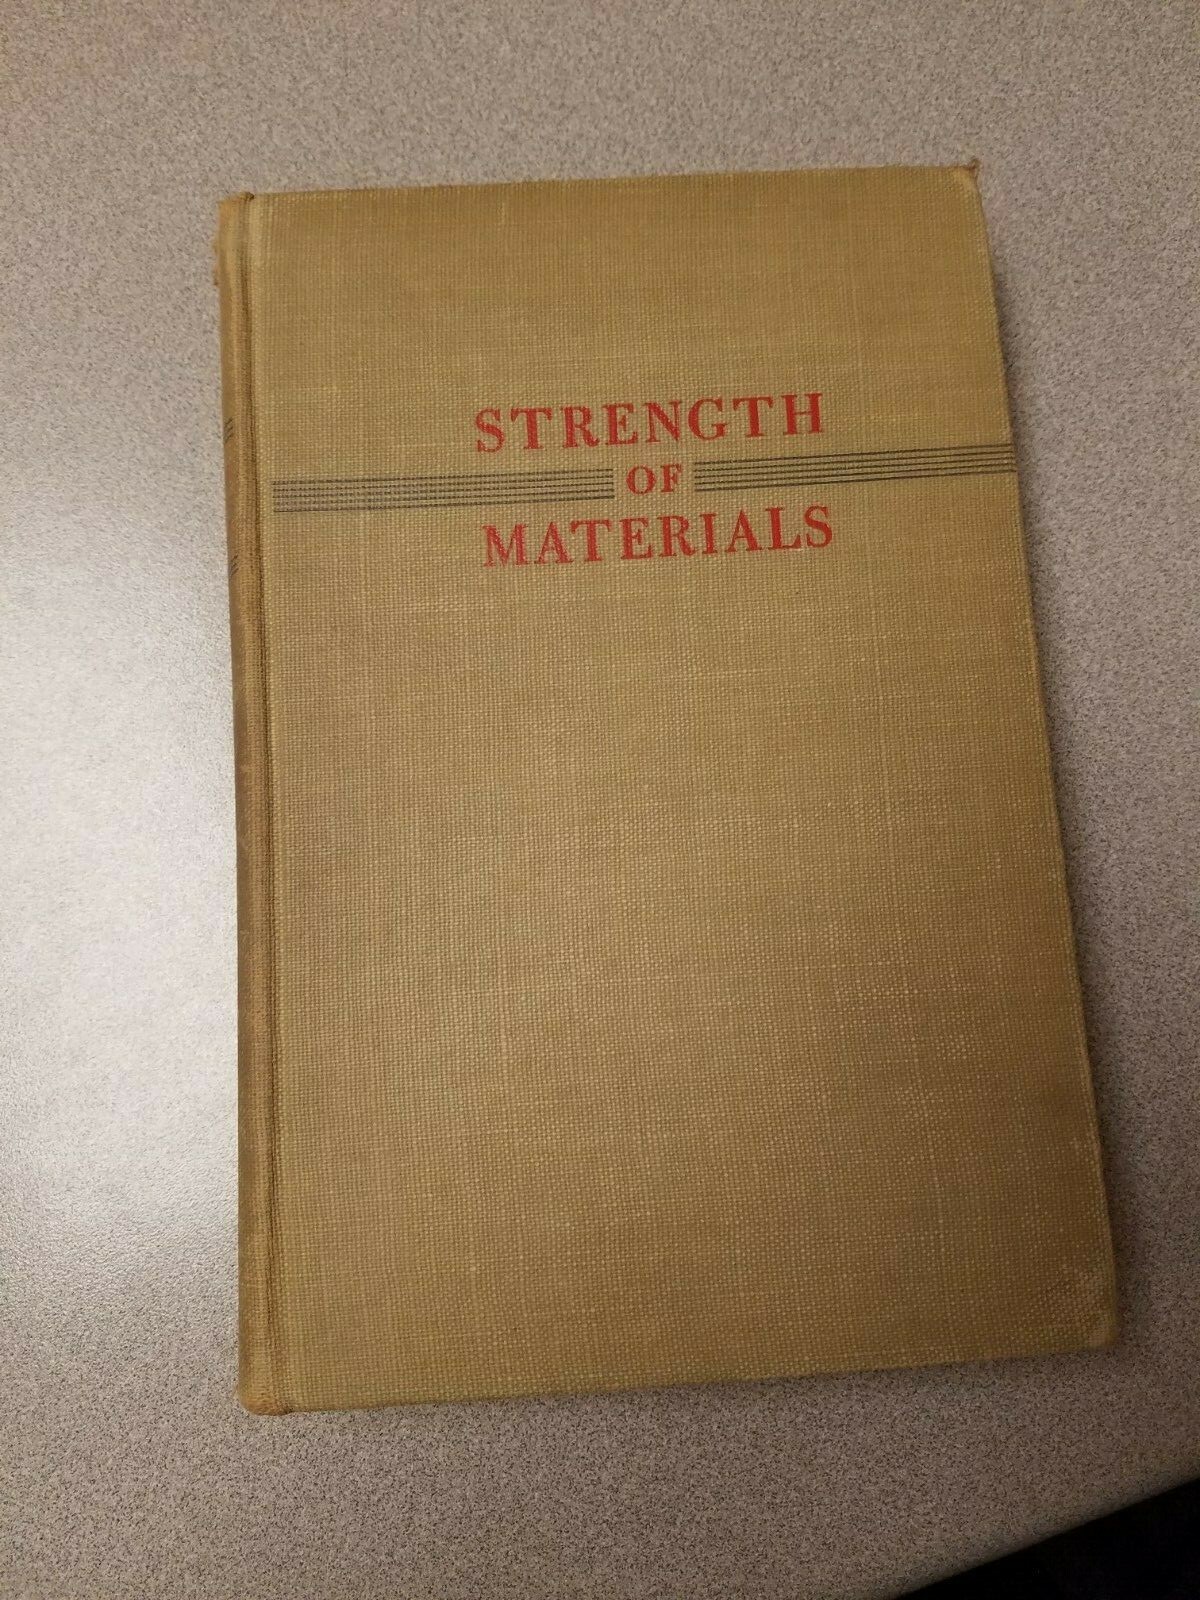 STRENGTH
OF
MATERIALS